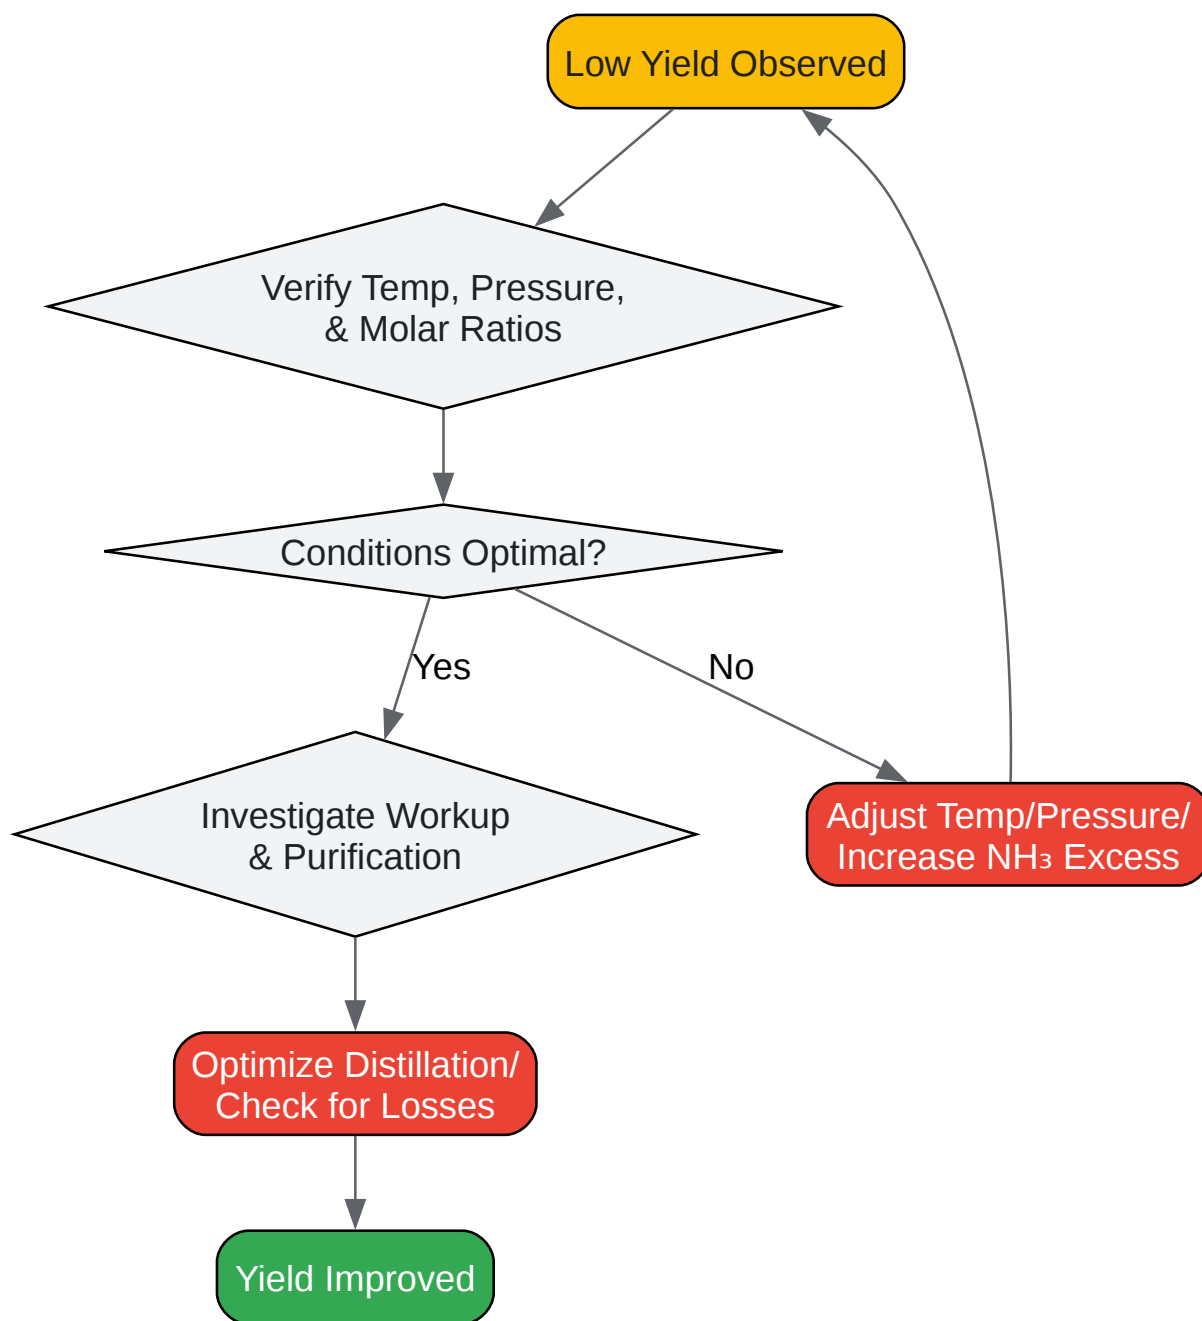 Low Yield Observed
Verify Temp, Pressure,
& Molar Ratios
Conditions Optimal?
Yes
No
Investigate Workup
& Purification
Adjust Temp/Pressure/
Increase NH₃ Excess
Optimize Distillation/
Check for Losses
Yield Improved